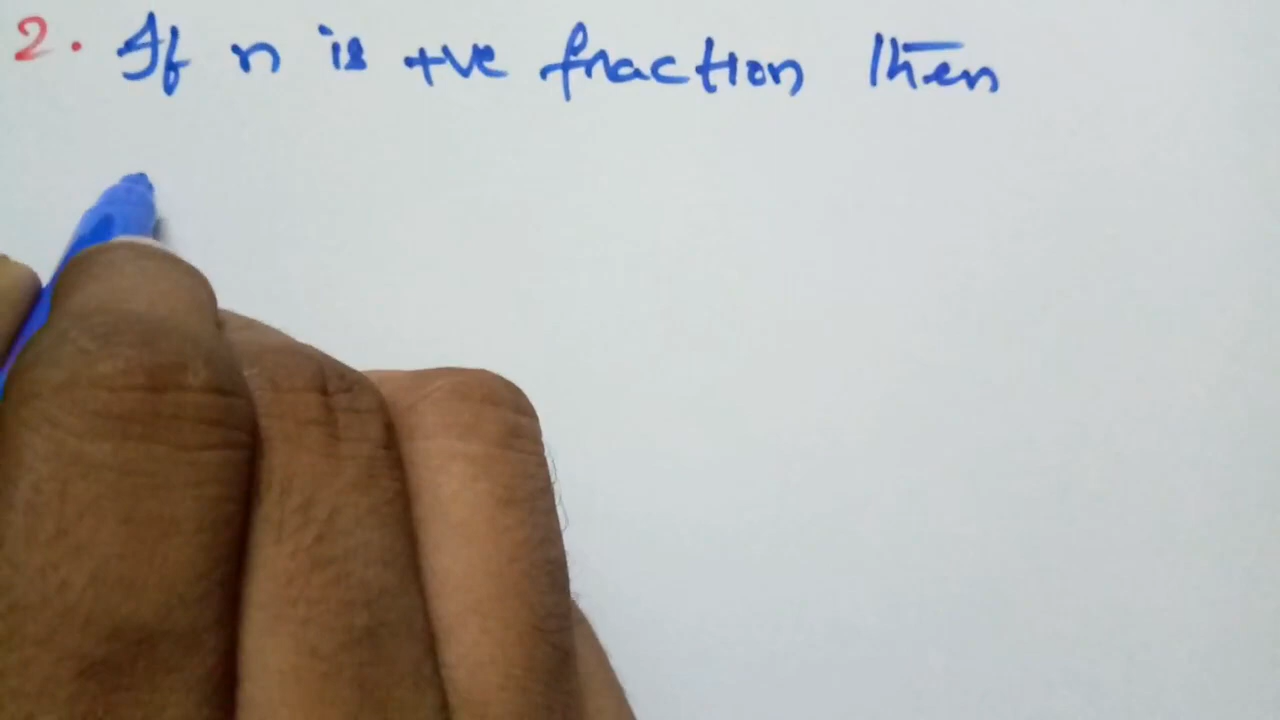 2. If n is +ve fraction then